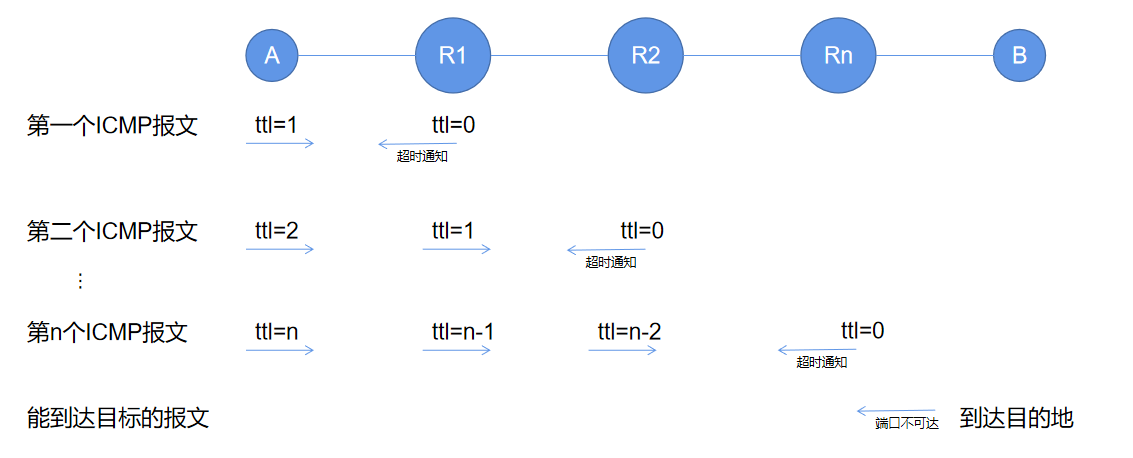 A R1 R2 Rn B
第一个ICMP报文 ttl=1 ttl=0
超时通知
第二个ICMP报文 ttl=2 ttl=1 ttl=0
超时通知
⋮
第n个ICMP报文 ttl=n ttl=n-1 ttl=n-2 ttl=0
超时通知
能到达目标的报文 端口不可达 到达目的地